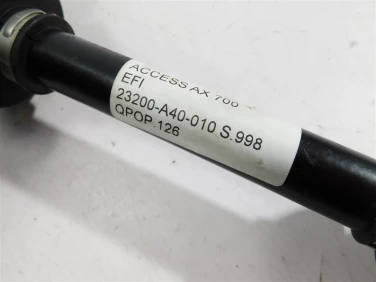 ACCESS AX 700
EFI
23200-A40-010 S.998
QPOP 126